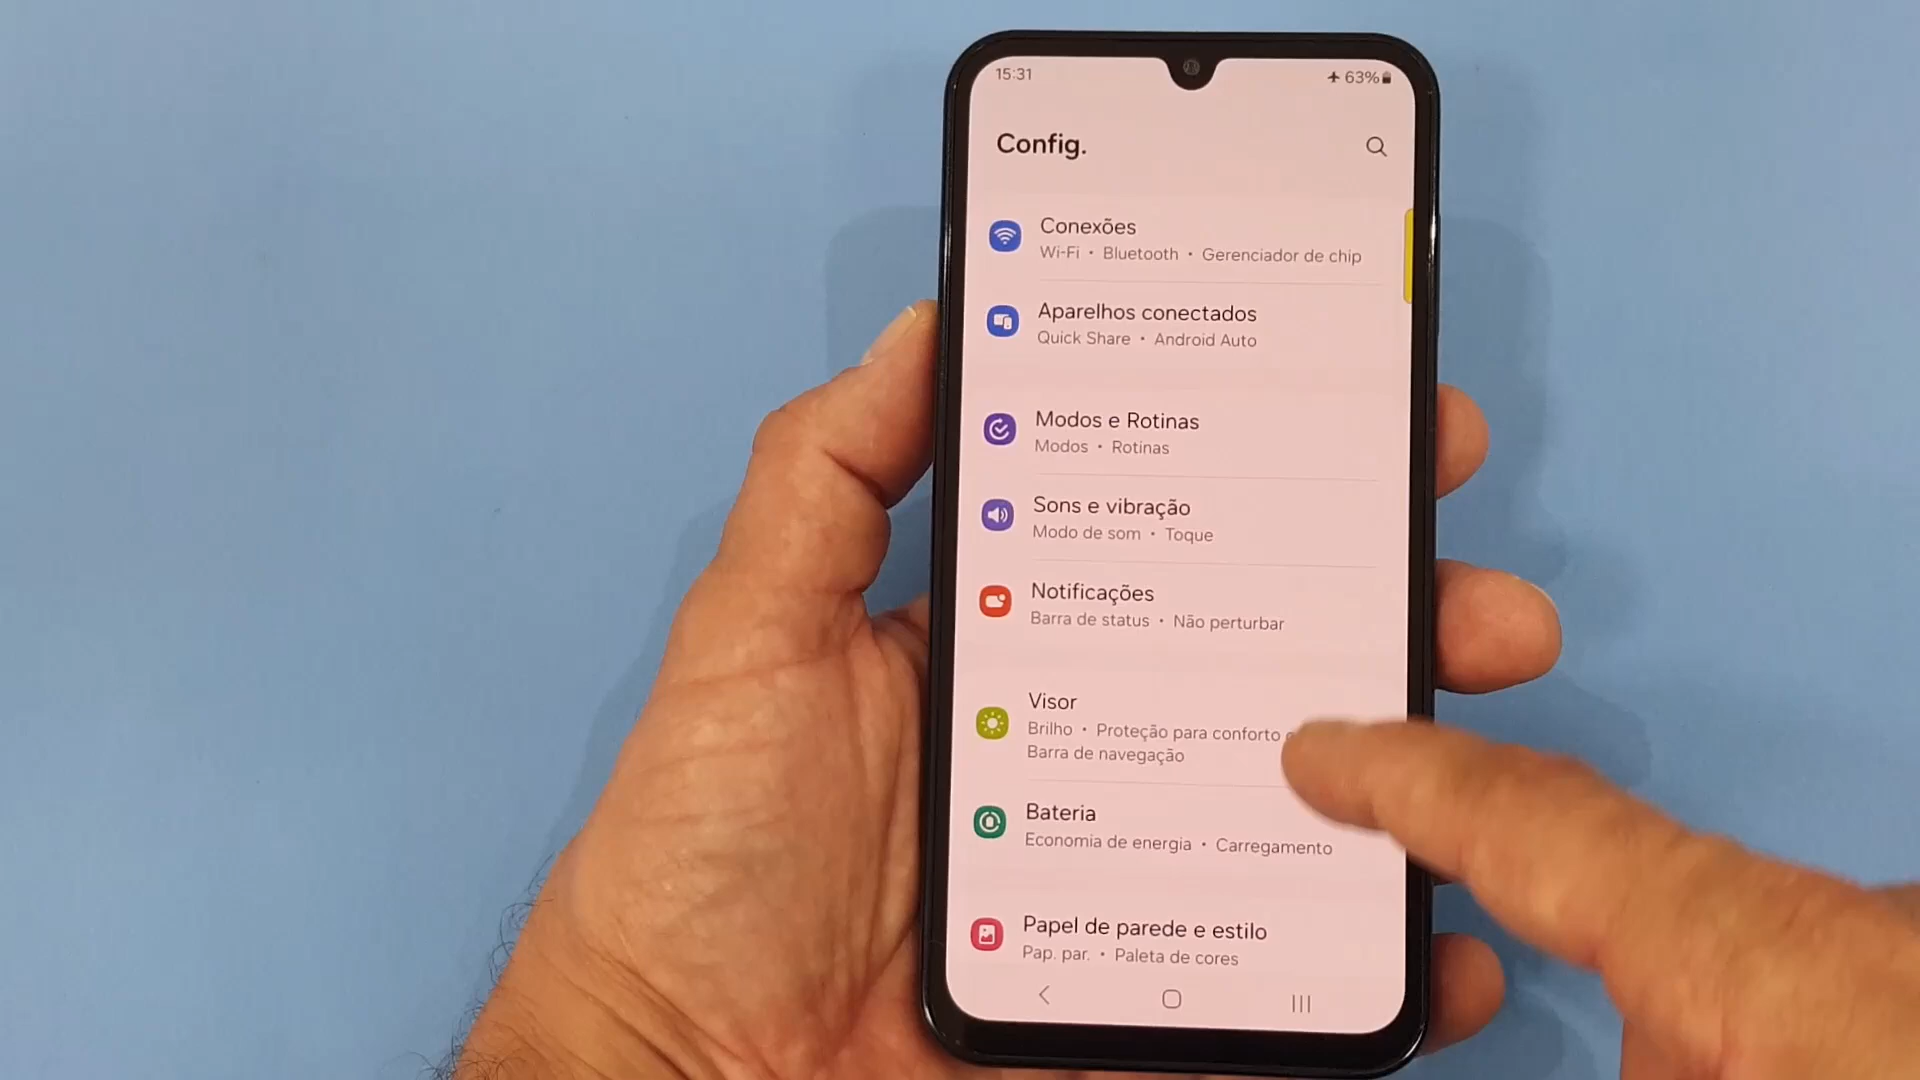 15:31
63%
Config.
Conexões
Wi-Fi • Bluetooth • Gerenciador de chip
Aparelhos conectados
Quick Share • Android Auto
Modos e Rotinas
Modos • Rotinas
Sons e vibração
Modo de som • Toque
Notificações
Barra de status • Não perturbar
Visor
Brilho • Proteção para conforto
Barra de navegação
Bateria
Economia de energia • Carregamento
Papel de parede e estilo
Pap. par. • Paleta de cores